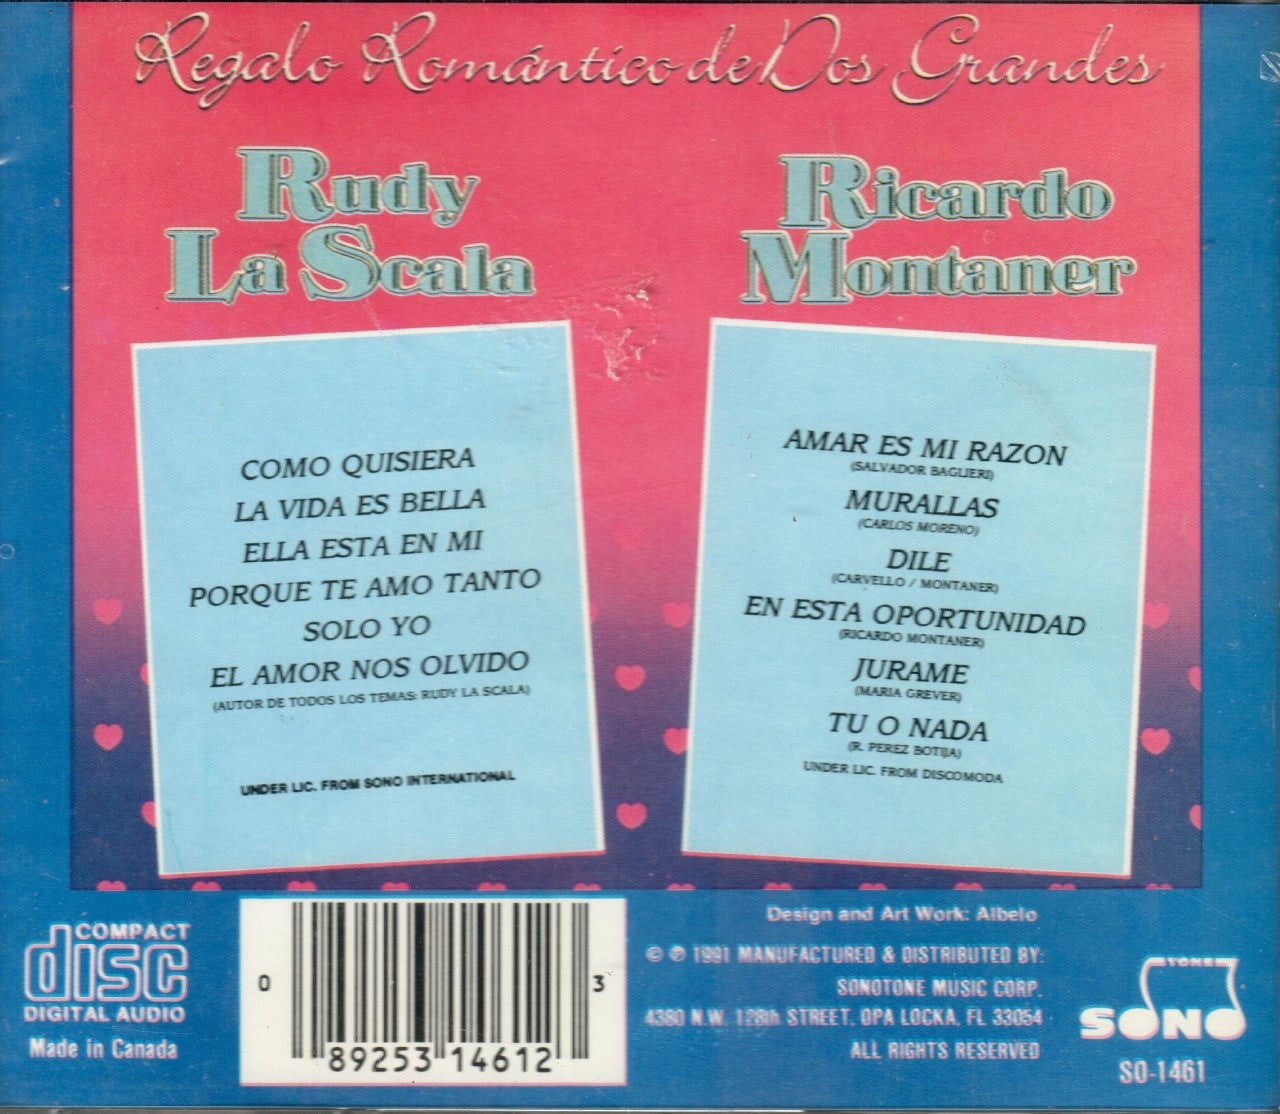 Regalo Romántico de Dos Grandes
Rudy
La Scala
COMO QUISIERA
LA VIDA ES BELLA
ELLA ESTA EN MI
PORQUE TE AMO TANTO
SOLO YO
EL AMOR NOS OLVIDO
(AUTOR DE TODOS LOS TEMAS: RUDY LA SCALA)
UNDER LIC. FROM SONO INTERNATIONAL
Ricardo
Montaner
AMAR ES MI RAZON
(SALVADOR BAGLIERI)
MURALLAS
(CARLOS MORENO)
DILE
(CARVELLO / MONTANER)
EN ESTA OPORTUNIDAD
(RICARDO MONTANER)
JURAME
(MARIA GREVER)
TU O NADA
(R. PEREZ BOTIJA)
UNDER LIC. FROM DISCOMODA
COMPACT
disc
DIGITAL AUDIO
Made in Canada
0 89253 14612 3
Design and Art Work: Albelo
© ℗ 1991 MANUFACTURED & DISTRIBUTED BY:
SONOTONE MUSIC CORP.
4380 N.W. 128th STREET, OPA LOCKA, FL 33054
ALL RIGHTS RESERVED
TONE
SONO
SO-1461